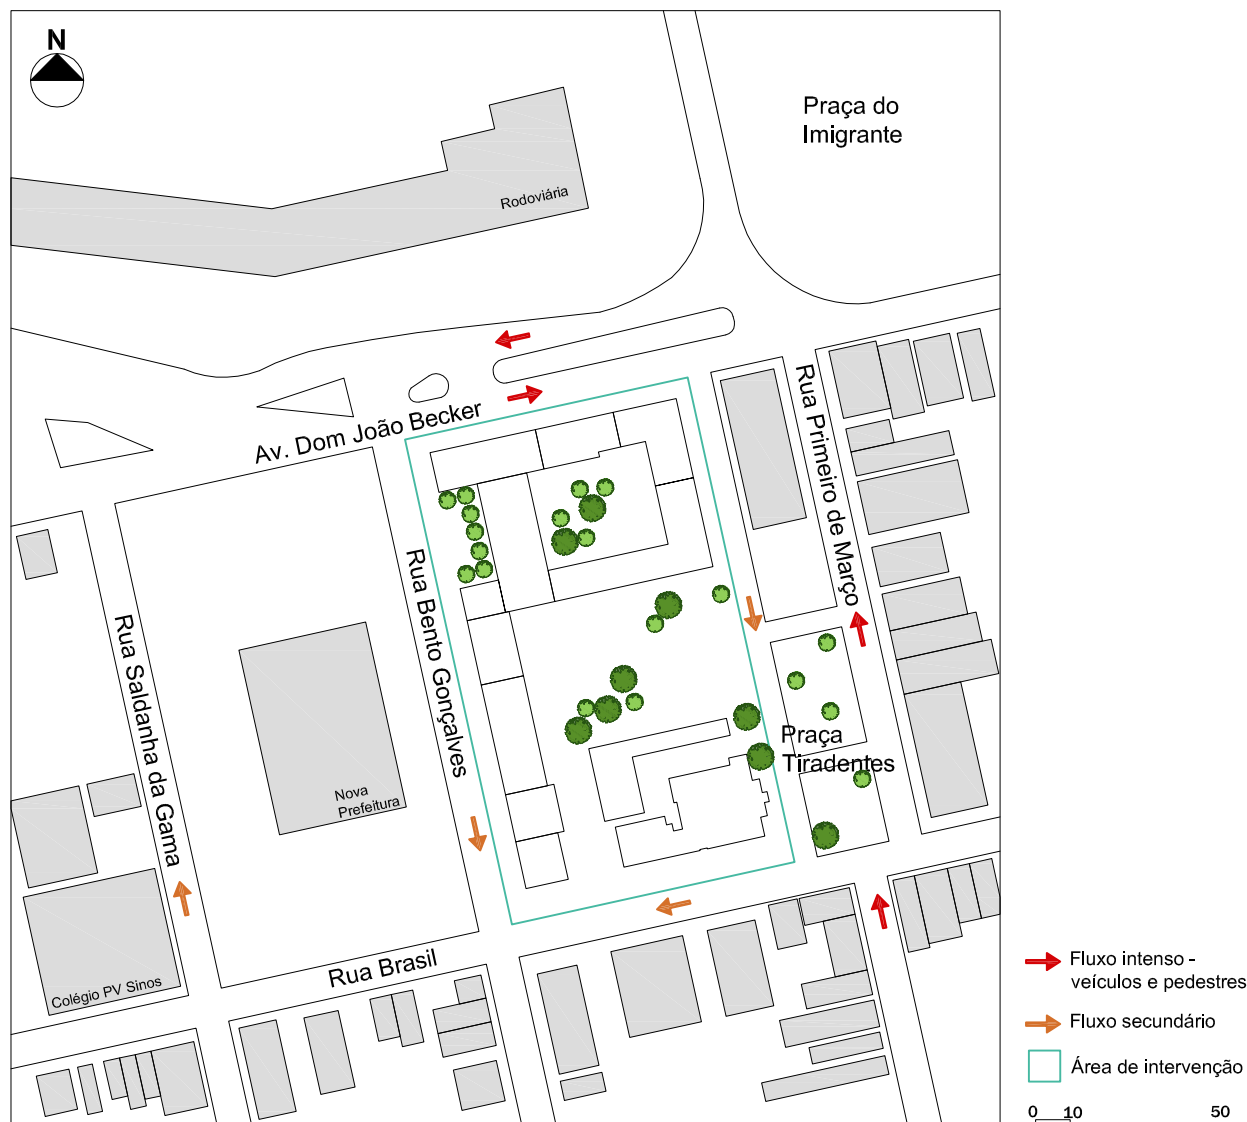 N
Praça do
Imigrante
Rodoviária
Av. Dom João Becker
Rua Primeiro de Março
Rua Bento Gonçalves
Rua Saldanha da Gama
Nova
Prefeitura
Praça
Tiradentes
Rua Brasil
Colégio PV Sinos
Fluxo intenso -
veículos e pedestres
Fluxo secundário
Área de intervenção
0 10 50